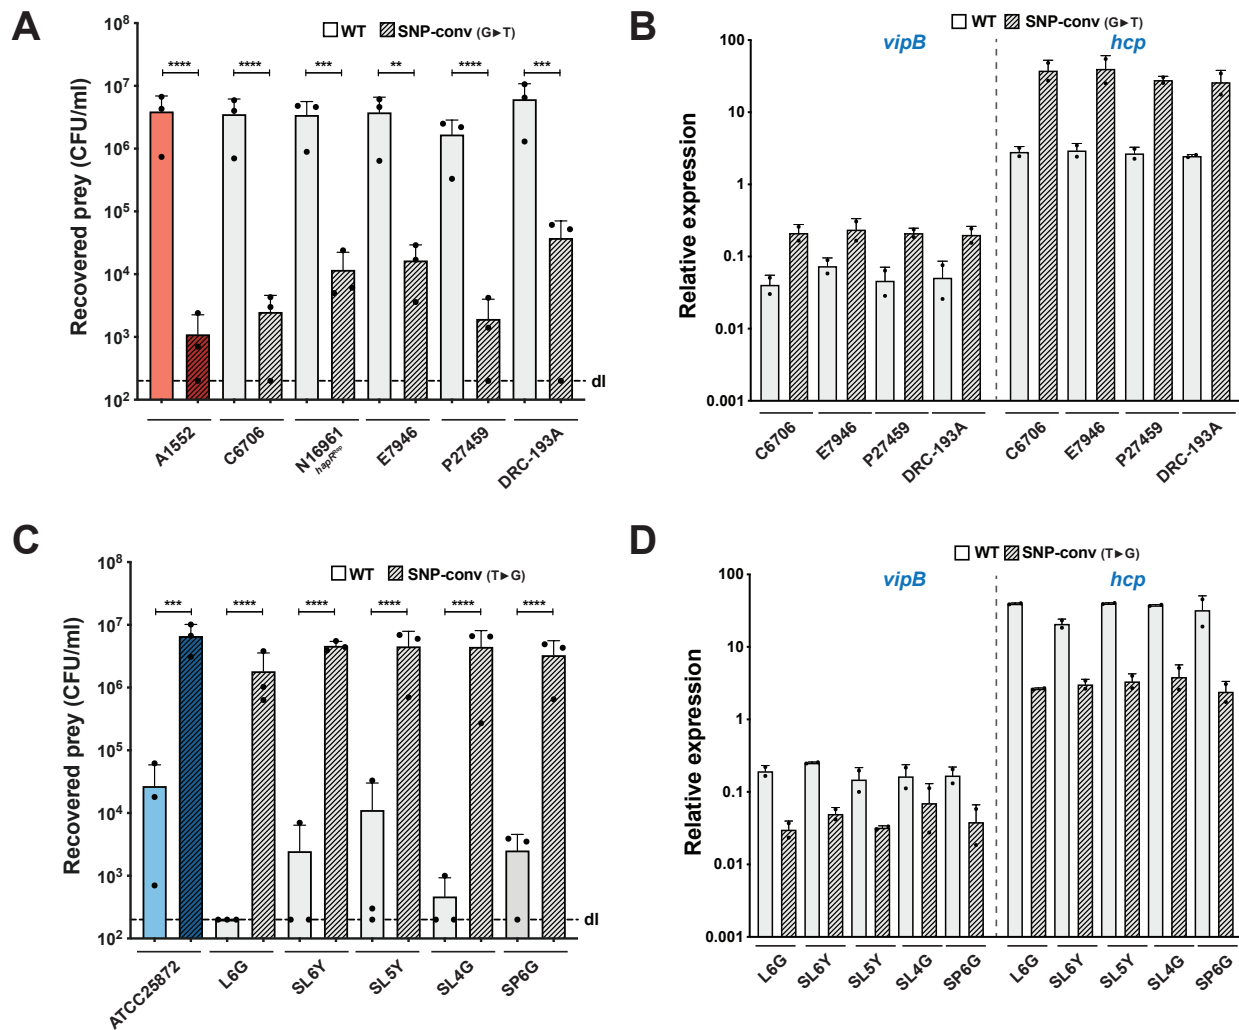 A
WT SNP-conv (G►T)
Recovered prey (CFU/ml)
10^8
10^7
10^6
10^5
10^4
10^3
10^2
**** **** *** ** **** ***
dl
A1552
C6706
N16961
hapR^Rep
E7946
P27459
DRC-193A
B
WT SNP-conv (G►T)
vipB hcp
Relative expression
100
10
1
0.1
0.01
0.001
C6706
E7946
P27459
DRC-193A
C6706
E7946
P27459
DRC-193A
C
WT SNP-conv (T►G)
Recovered prey (CFU/ml)
10^8
10^7
10^6
10^5
10^4
10^3
10^2
*** **** **** **** **** ****
dl
ATCC25872
L6G
SL6Y
SL5Y
SL4G
SP6G
D
WT SNP-conv (T►G)
vipB hcp
Relative expression
100
10
1
0.1
0.01
0.001
L6G
SL6Y
SL5Y
SL4G
SP6G
L6G
SL6Y
SL5Y
SL4G
SP6G